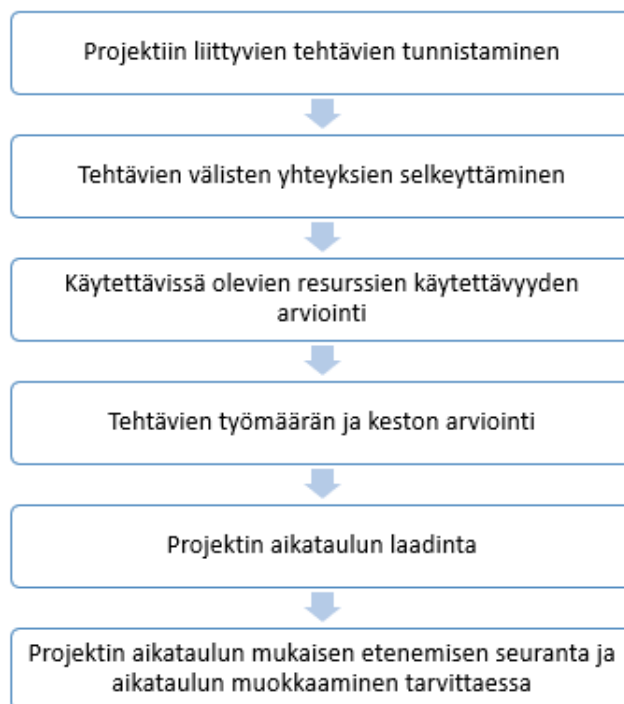 Projektiin liittyvien tehtävien tunnistaminen
Tehtävien välisten yhteyksien selkeyttäminen
Käytettävissä olevien resurssien käytettävyyden
arviointi
Tehtävien työmäärän ja keston arviointi
Projektin aikataulun laadinta
Projektin aikataulun mukaisen etenemisen seuranta ja
aikataulun muokkaaminen tarvittaessa